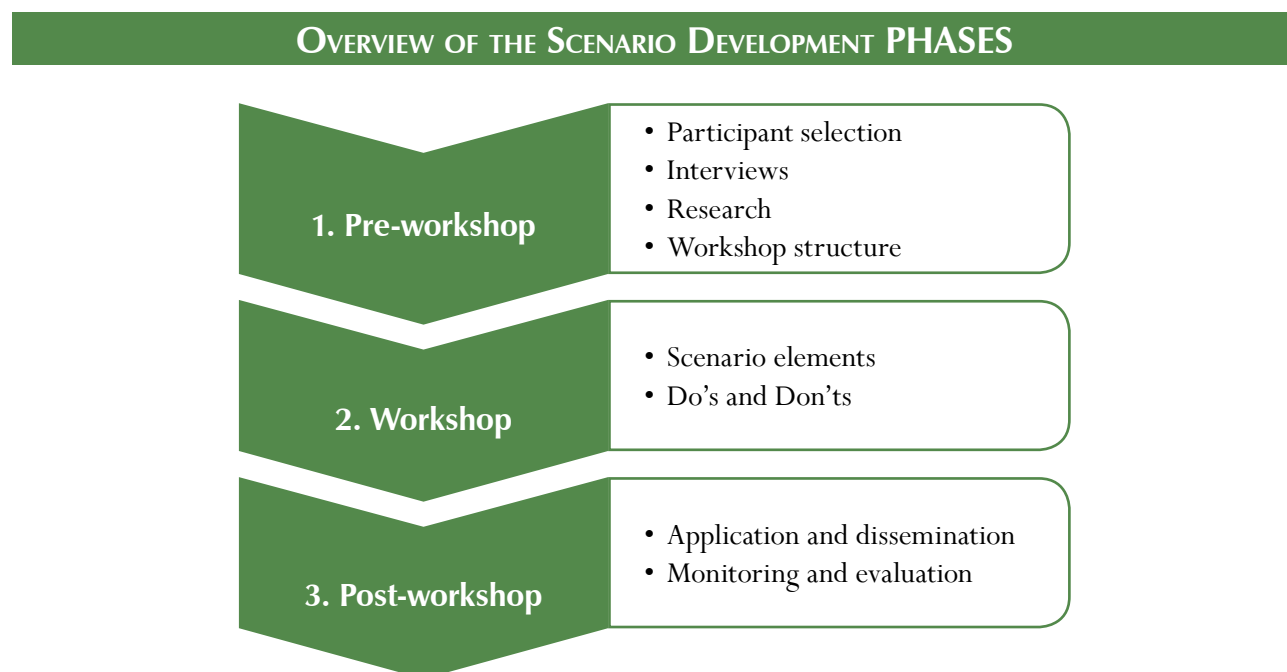 OVERVIEW OF THE SCENARIO DEVELOPMENT PHASES
1. Pre-workshop
• Participant selection
• Interviews
• Research
• Workshop structure
2. Workshop
• Scenario elements
• Do’s and Don’ts
3. Post-workshop
• Application and dissemination
• Monitoring and evaluation